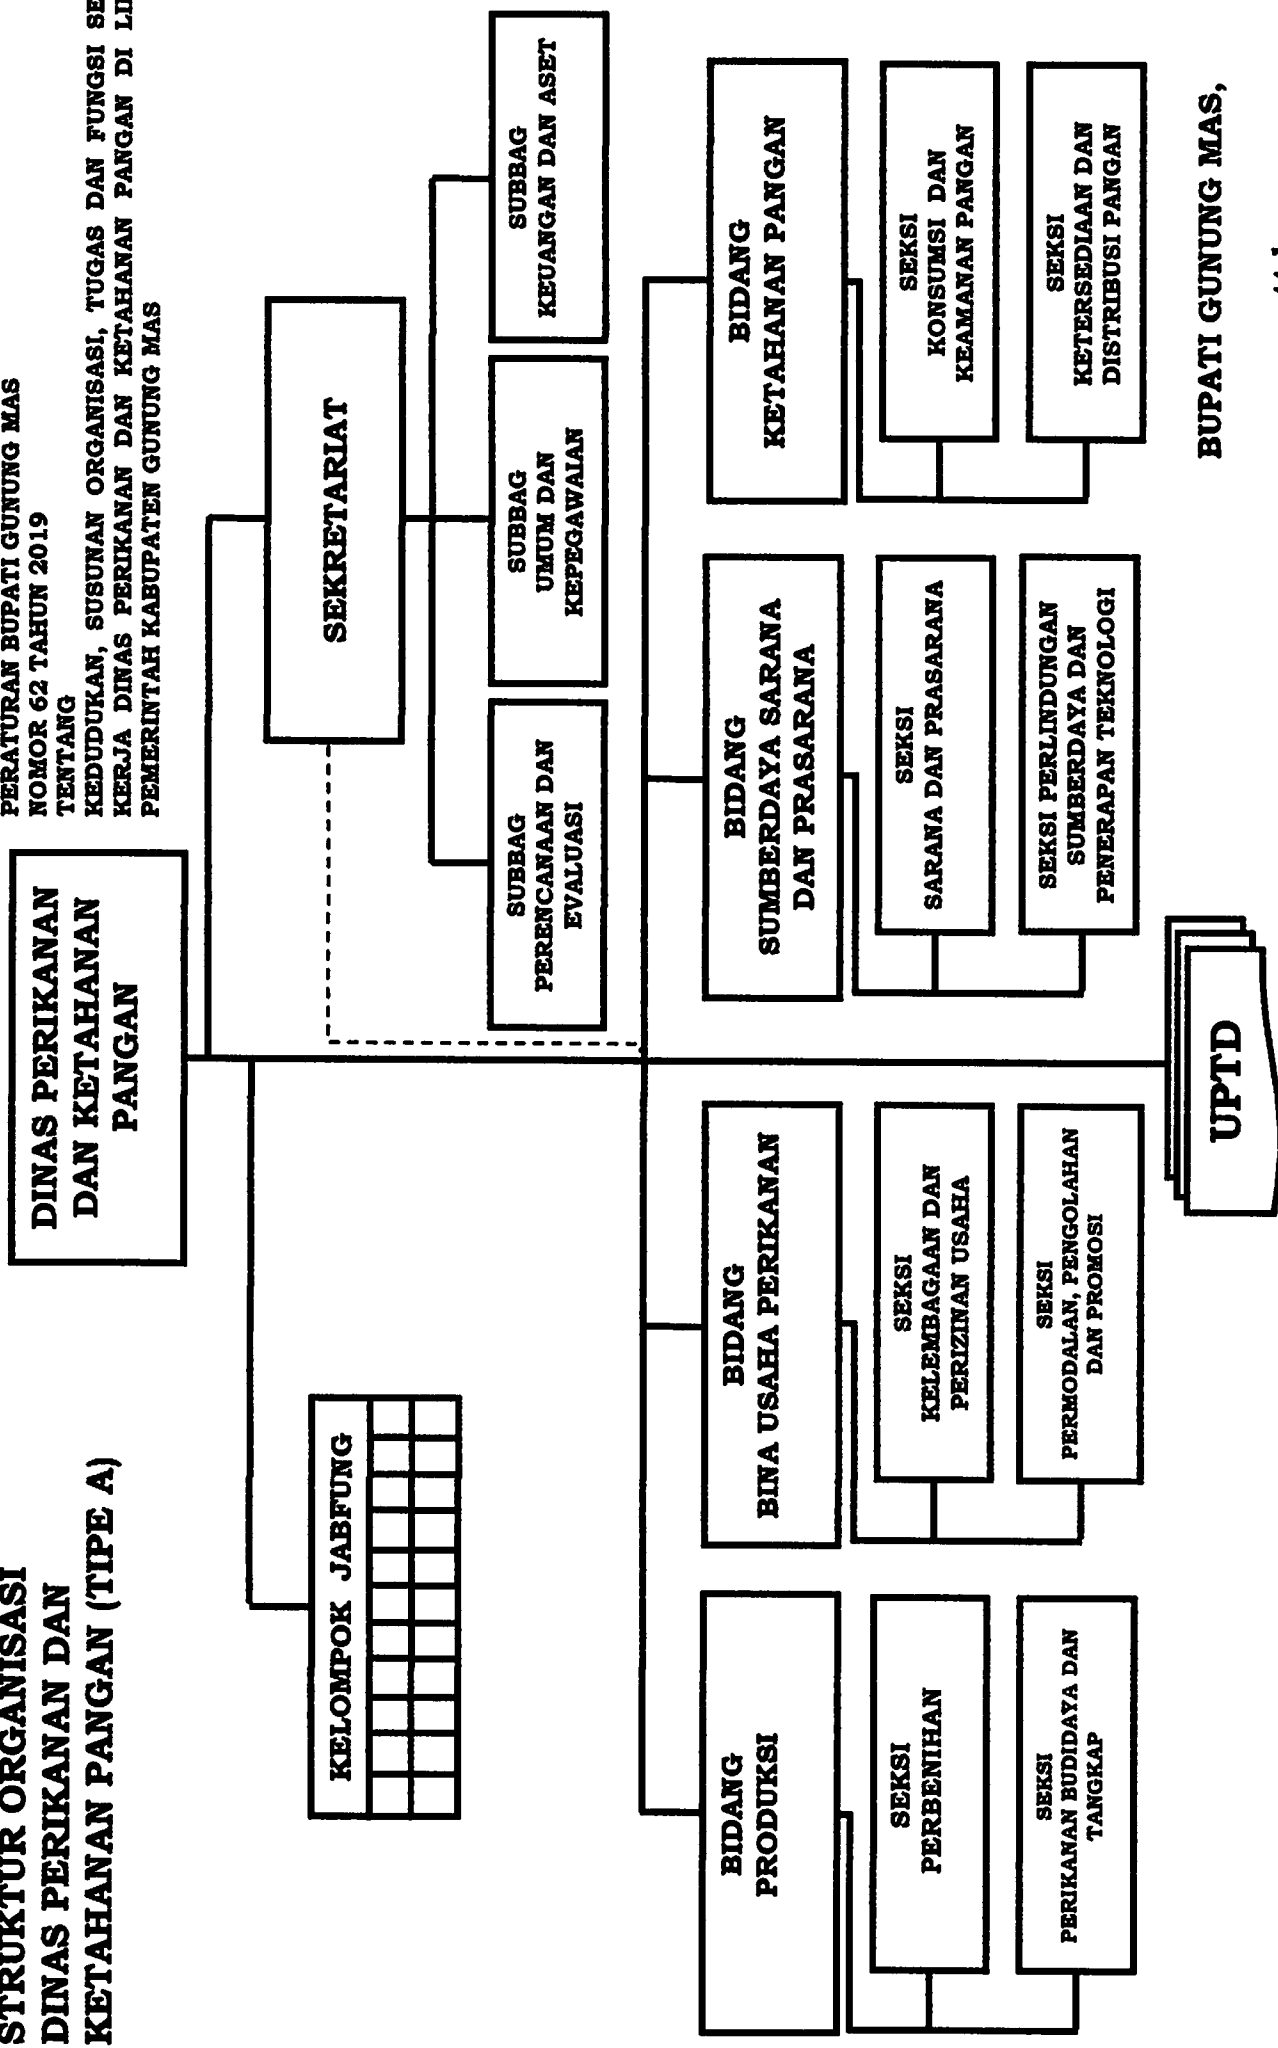 STRUKTUR ORGANISASI
DINAS PERIKANAN DAN
KETAHANAN PANGAN (TIPE A)
PERATURAN BUPATI GUNUNG MAS
NOMOR 62 TAHUN 2019
TENTANG
KEDUDUKAN, SUSUNAN ORGANISASI, TUGAS DAN FUNGSI
KERJA DINAS PERIKANAN DAN KETAHANAN PANGAN DI
PEMERINTAH KABUPATEN GUNUNG MAS
DINAS PERIKANAN
DAN KETAHANAN
PANGAN
KELOMPOK JABFUNG
SEKRETARIAT
SUBBAG
PERENCANAAN DAN
EVALUASI
SUBBAG
UMUM DAN
KEPEGAWAIAN
SUBBAG
KEUANGAN DAN ASET
BIDANG
PRODUKSI
SEKSI
PERBENIHAN
SEKSI
PERIKANAN BUDIDAYA DAN
TANGKAP
BIDANG
BINA USAHA PERIKANAN
SEKSI
KELEMBAGAAN DAN
PERIZINAN USAHA
SEKSI
PERMODALAN, PENGOLAHAN
DAN PROMOSI
BIDANG
SUMBERDAYA SARANA
DAN PRASARANA
SEKSI
SARANA DAN PRASARANA
SEKSI PERLINDUNGAN
SUMBERDAYA DAN
PENERAPAN TEKNOLOGI
BIDANG
KETAHANAN PANGAN
SEKSI
KONSUMSI DAN
KEAMANAN PANGAN
SEKSI
KETERSEDIAAN DAN
DISTRIBUSI PANGAN
UPTD
BUPATI GUNUNG MAS,